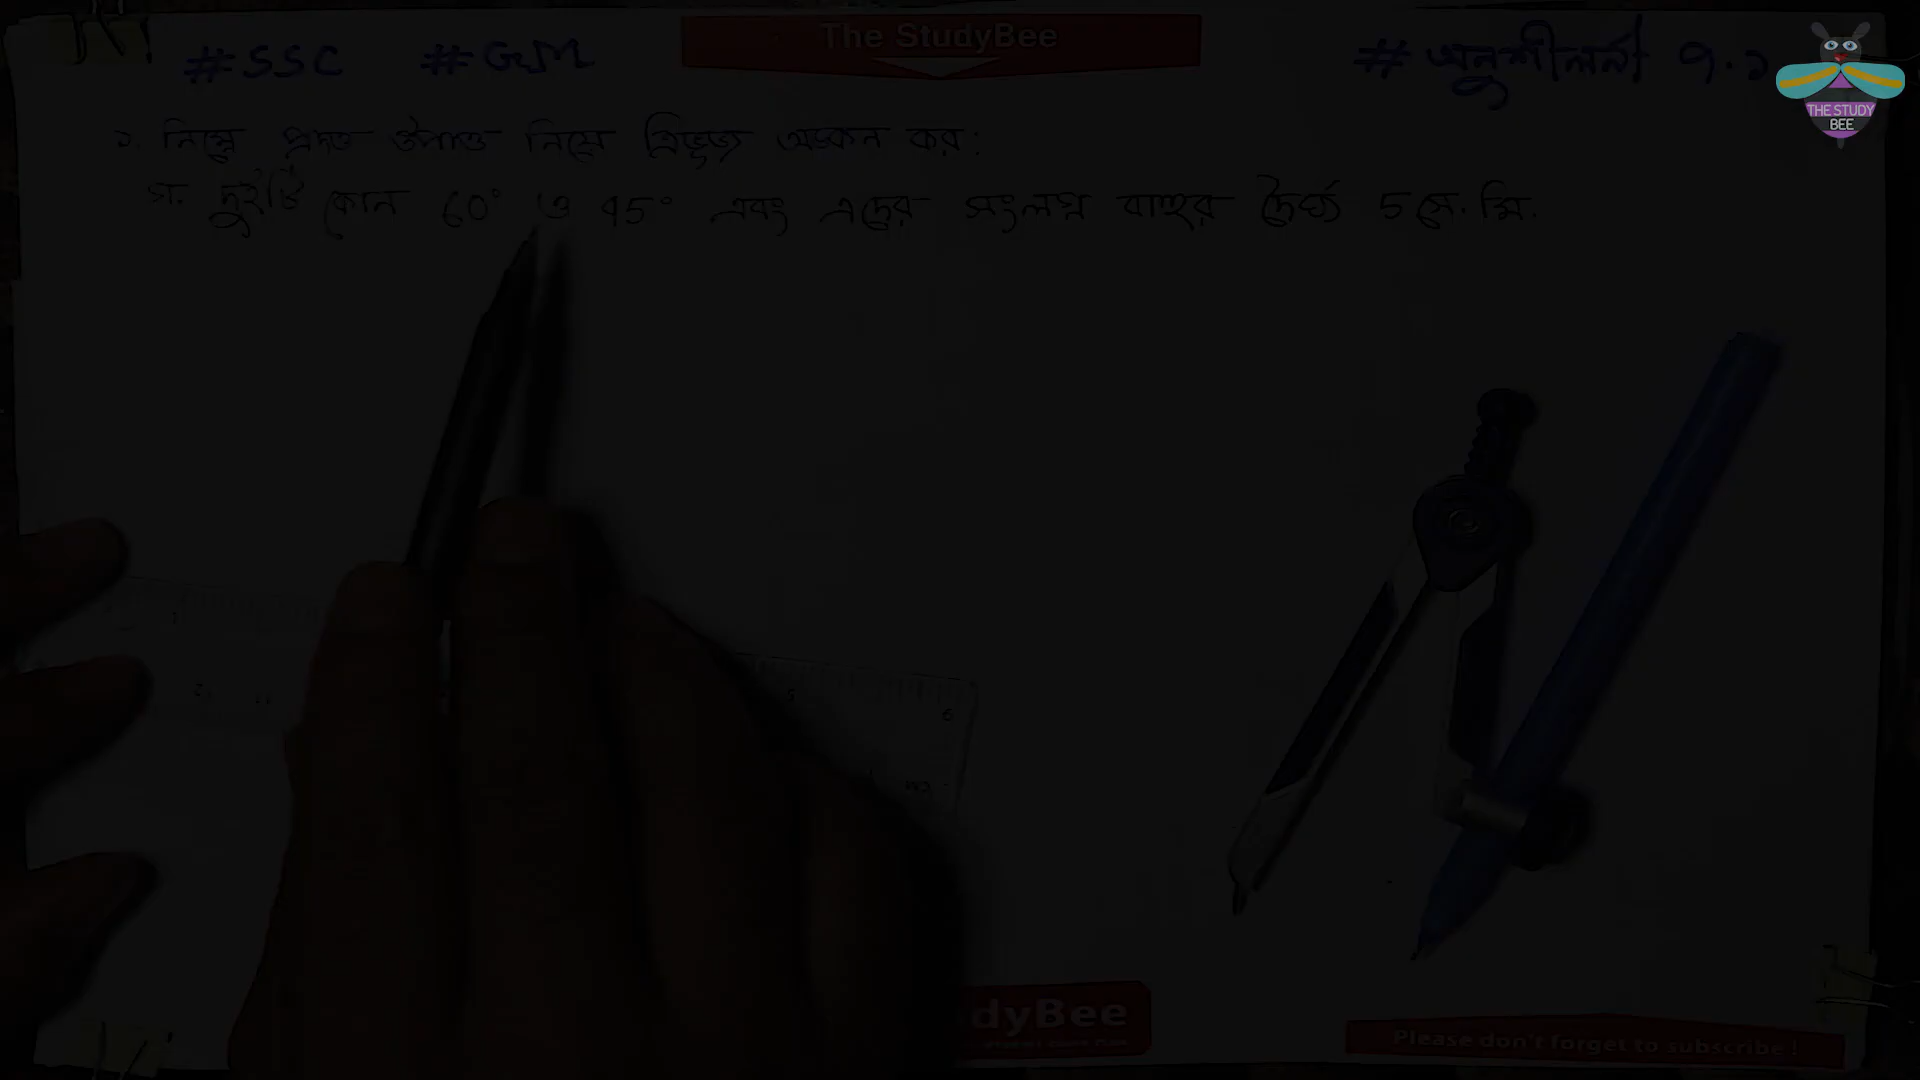 The StudyBee
#SSC #GM #অনুশীলনী ৭.১
THE STUDY
BEE
১. নিম্নে প্রদত্ত উপাত্ত নিয়ে ত্রিভুজ অঙ্কন কর:
গ. দুইটি কোন 60° ও 45° এবং এদের সংলগ্ন বাহুর দৈর্ঘ্য 5 সে.মি.
dyBee
Please don't forget to subscribe!